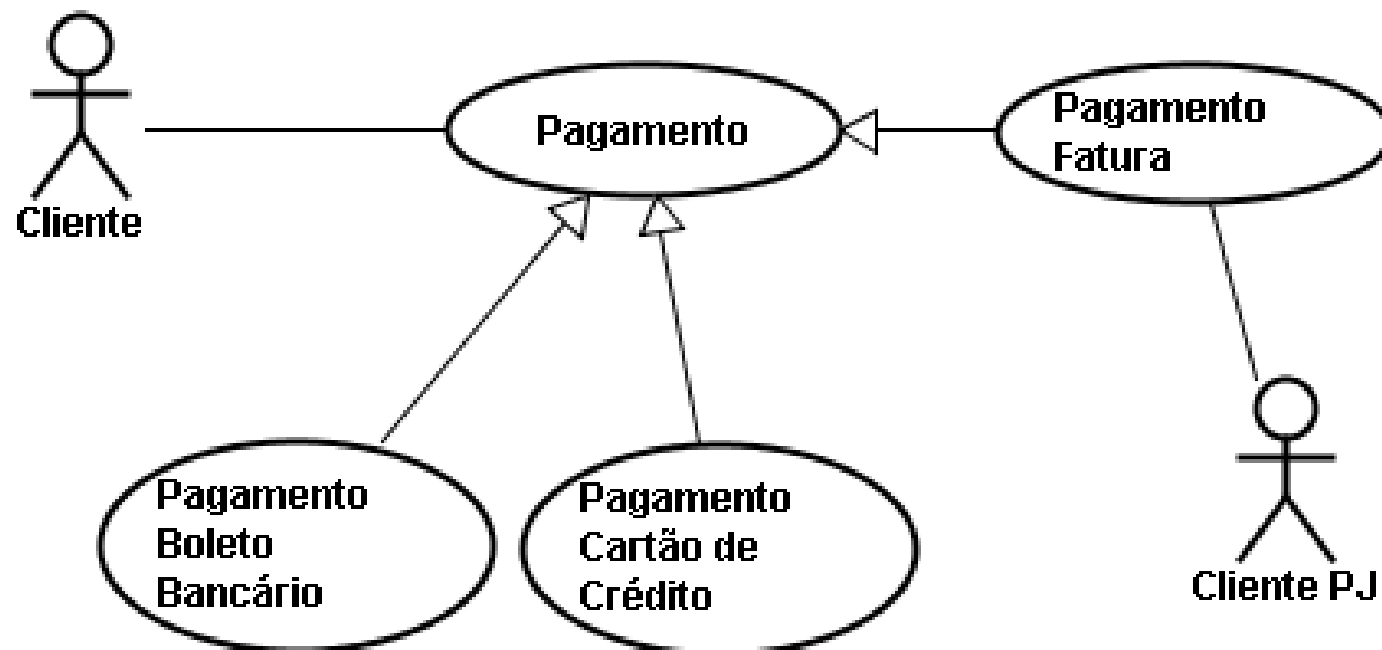 Pagamento
Pagamento
Fatura
Cliente
Pagamento
Boleto
Bancário
Pagamento
Cartão de
Crédito
Cliente PJ